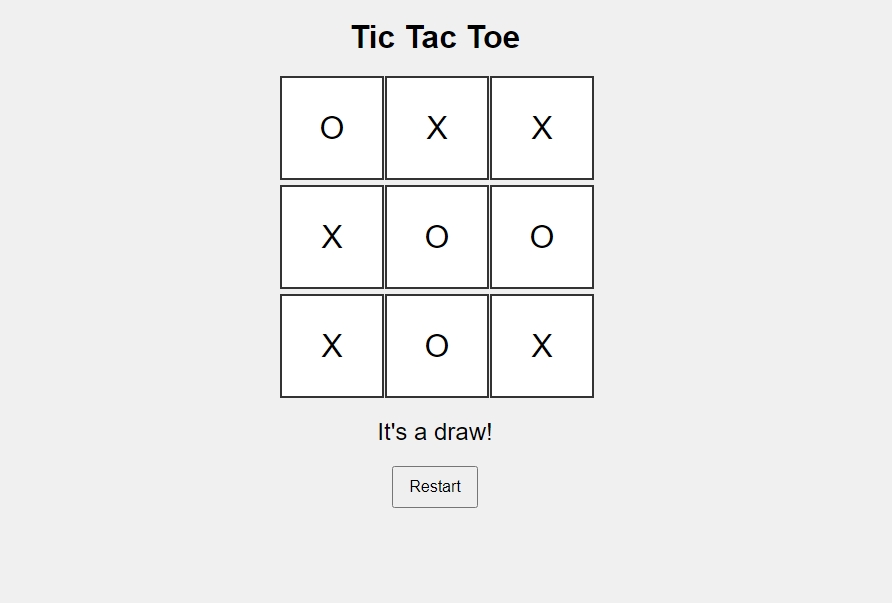 Tic Tac Toe
O X X
X O O
X O X
It's a draw!
Restart